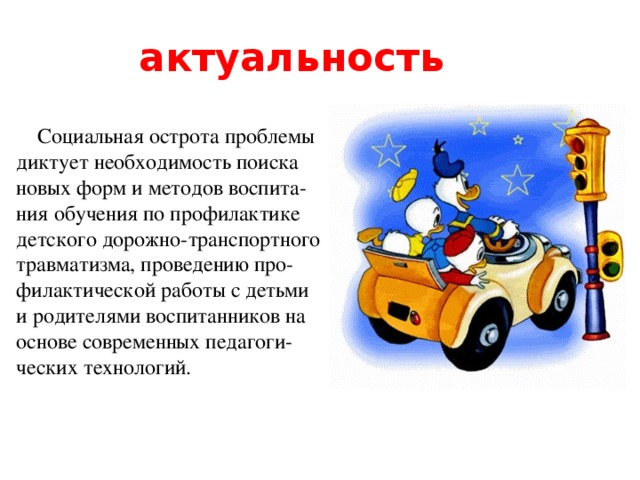 актуальность
Социальная острота проблемы
диктует необходимость поиска
новых форм и методов воспита-
ния обучения по профилактике
детского дорожно-транспортного
травматизма, проведению про-
филактической работы с детьми
и родителями воспитанников на
основе современных педагоги-
ческих технологий.